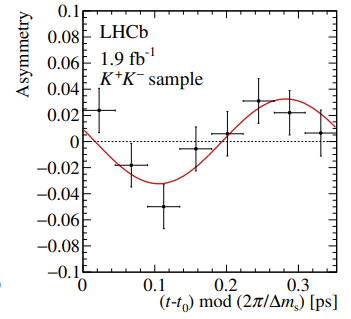 Asymmetry
0.1
0.08
0.06
0.04
0.02
0
−0.02
−0.04
−0.06
−0.08
−0.1
LHCb
1.9 fb⁻¹
K⁺K⁻ sample
0 0.1 0.2 0.3
(t-t₀) mod (2π/Δmₛ) [ps]